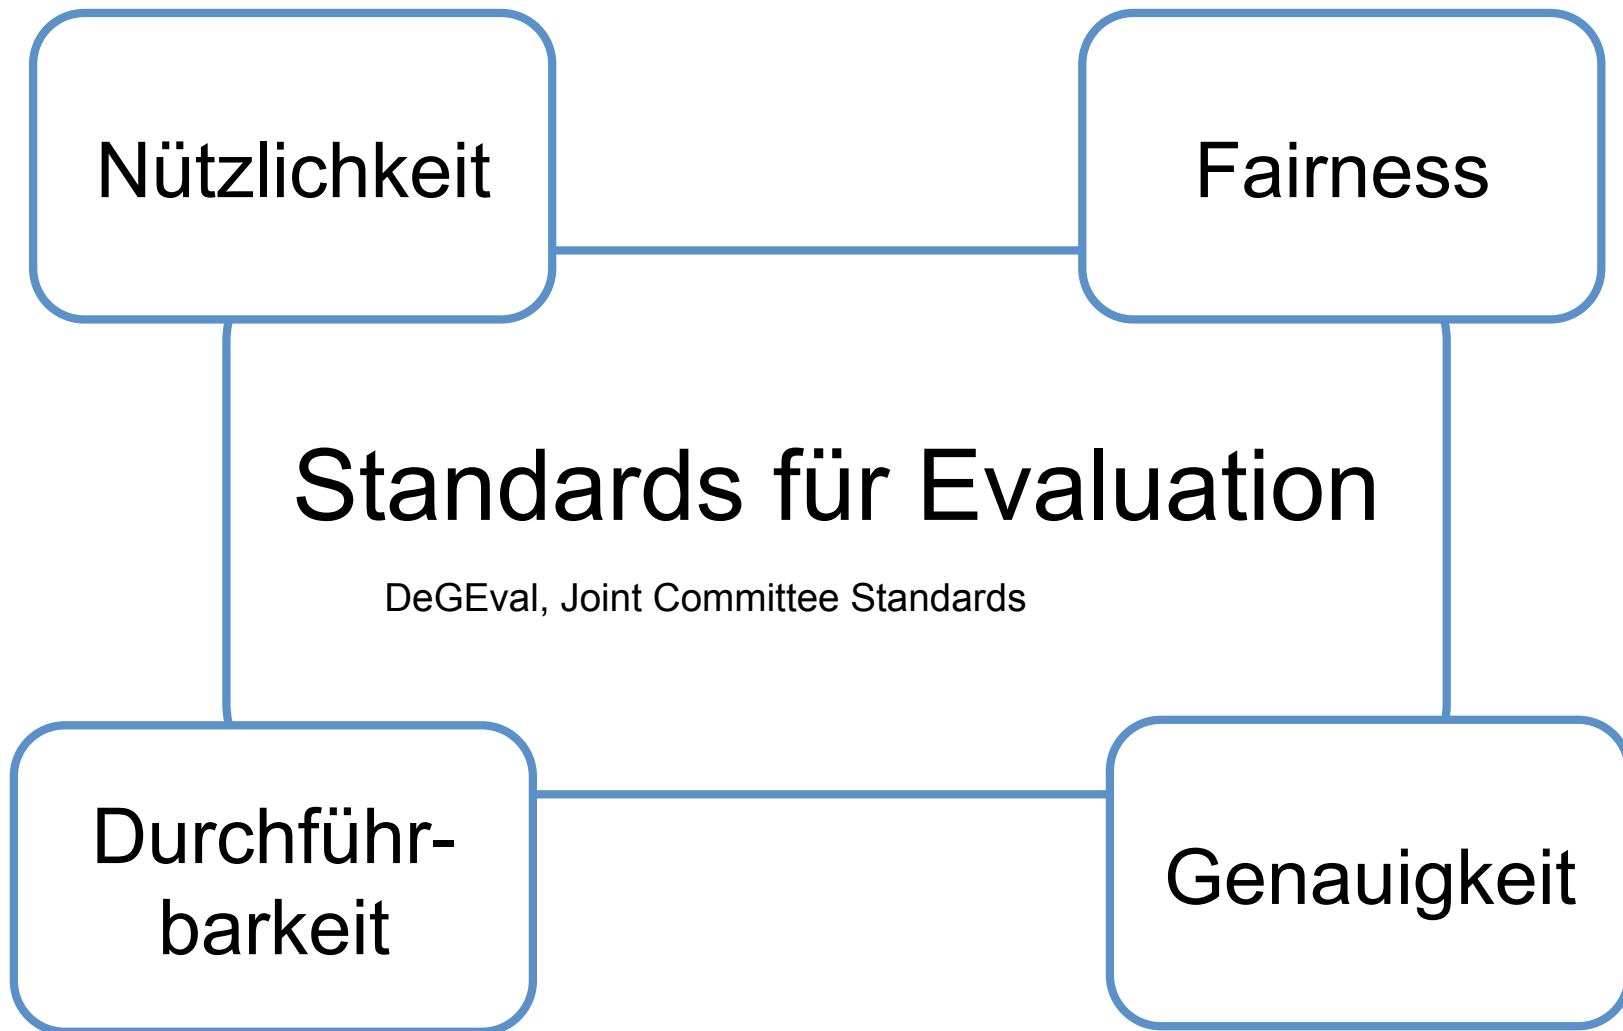 Nützlichkeit
Fairness
Standards für Evaluation
DeGEval, Joint Committee Standards
Durchführ-
barkeit
Genauigkeit